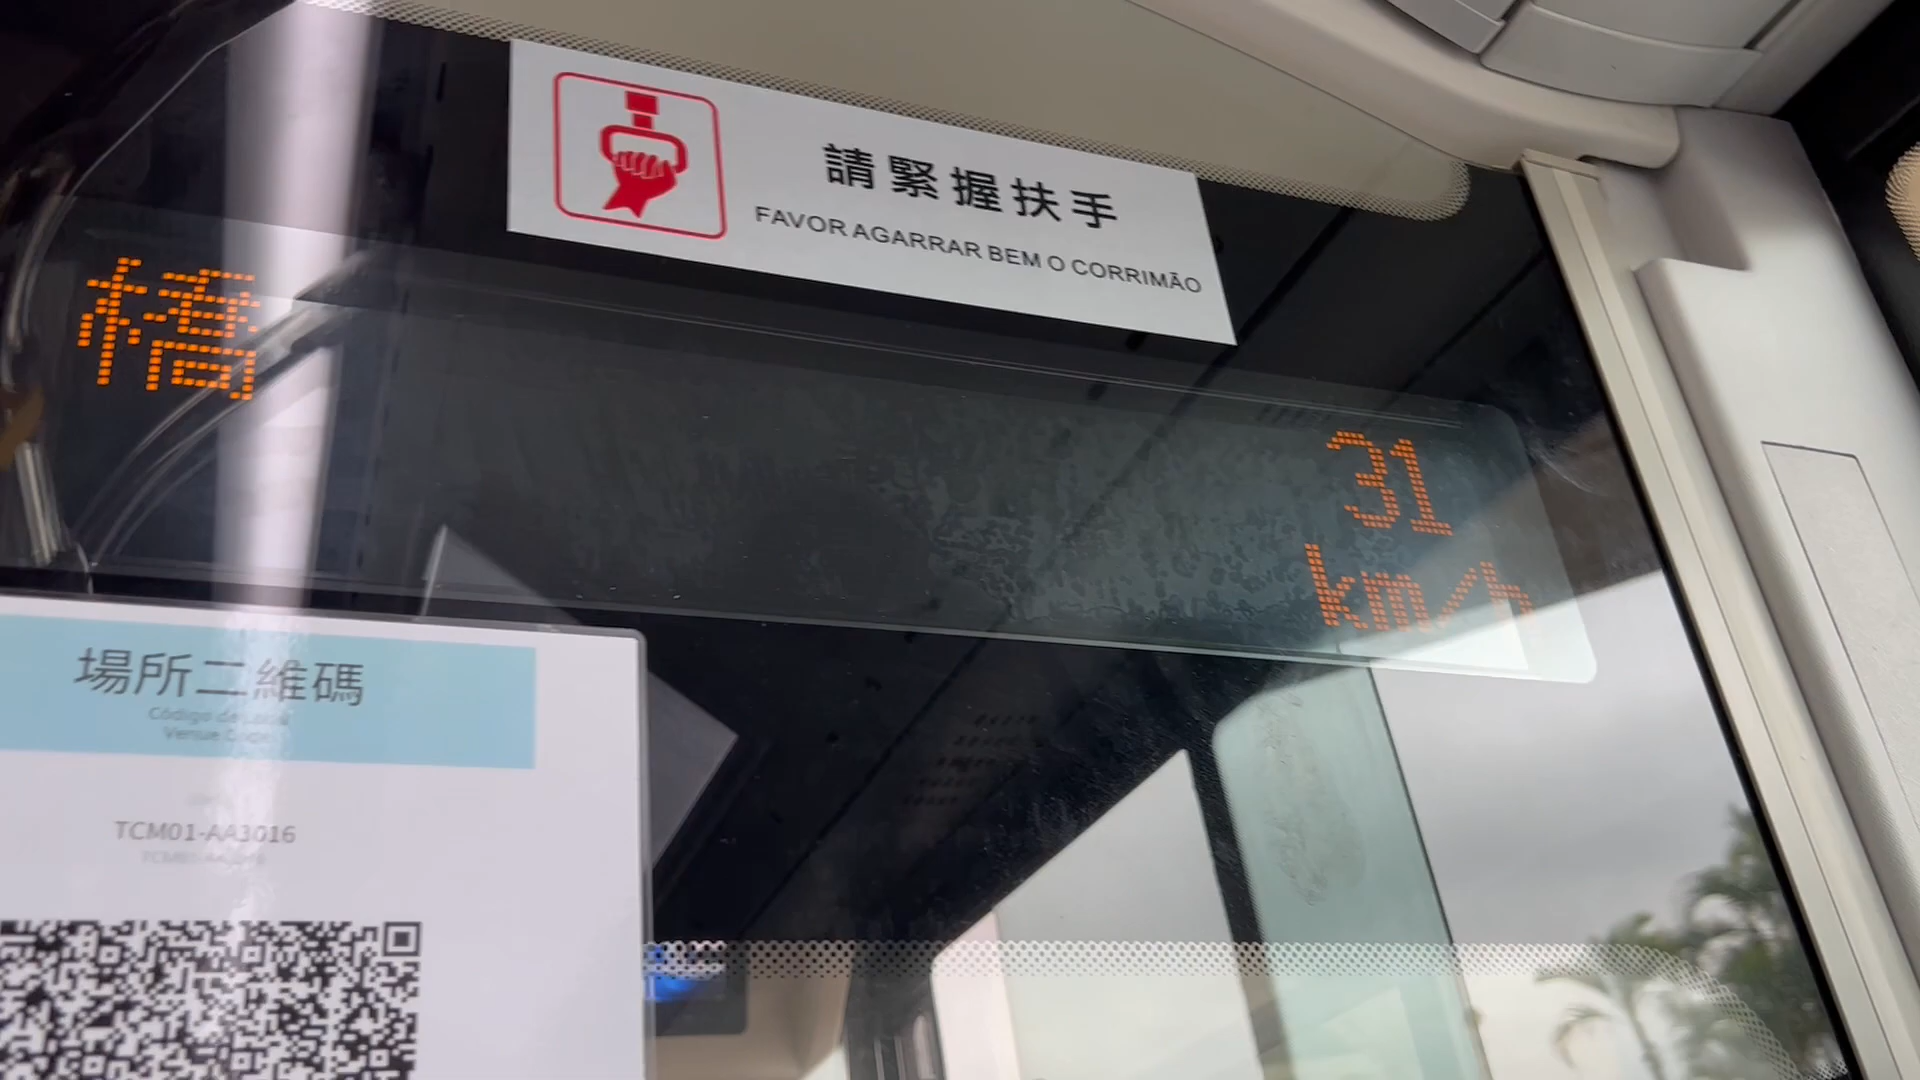 請緊握扶手
FAVOR AGARRAR BEM O CORRIMÃO
橋
31
km/h
場所二維碼
Código de Local
Venue Code
TCM01-AA3016